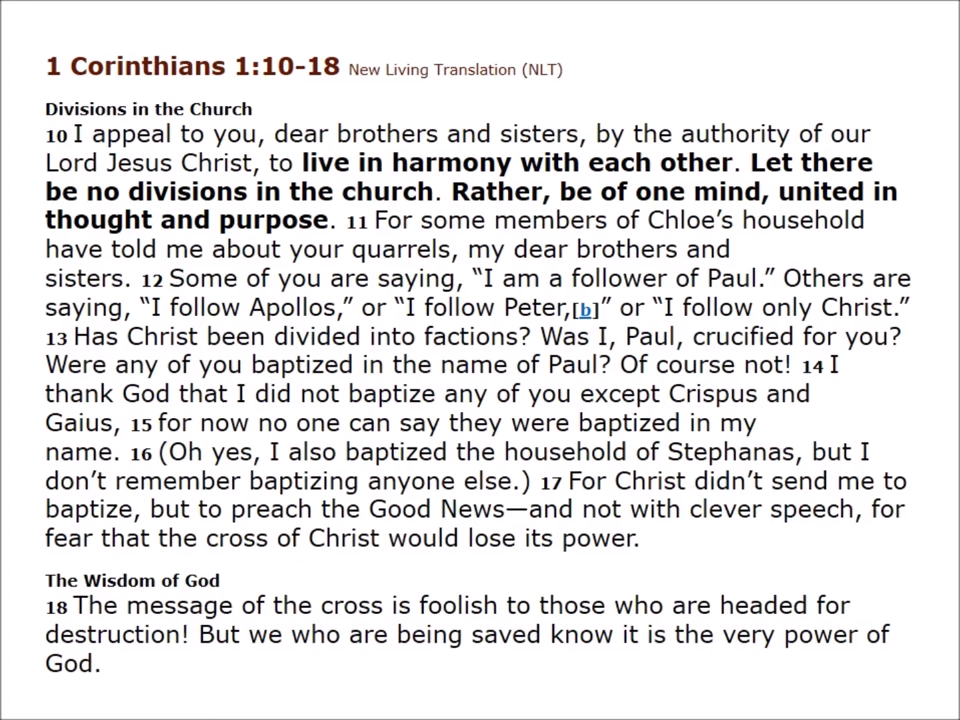 1 Corinthians 1:10-18 New Living Translation (NLT)
Divisions in the Church
10 I appeal to you, dear brothers and sisters, by the authority of our
Lord Jesus Christ, to live in harmony with each other. Let there
be no divisions in the church. Rather, be of one mind, united in
thought and purpose. 11 For some members of Chloe’s household
have told me about your quarrels, my dear brothers and
sisters. 12 Some of you are saying, “I am a follower of Paul.” Others are
saying, “I follow Apollos,” or “I follow Peter,[b]” or “I follow only Christ.”
13 Has Christ been divided into factions? Was I, Paul, crucified for you?
Were any of you baptized in the name of Paul? Of course not! 14 I
thank God that I did not baptize any of you except Crispus and
Gaius, 15 for now no one can say they were baptized in my
name. 16 (Oh yes, I also baptized the household of Stephanas, but I
don’t remember baptizing anyone else.) 17 For Christ didn’t send me to
baptize, but to preach the Good News—and not with clever speech, for
fear that the cross of Christ would lose its power.
The Wisdom of God
18 The message of the cross is foolish to those who are headed for
destruction! But we who are being saved know it is the very power of
God.